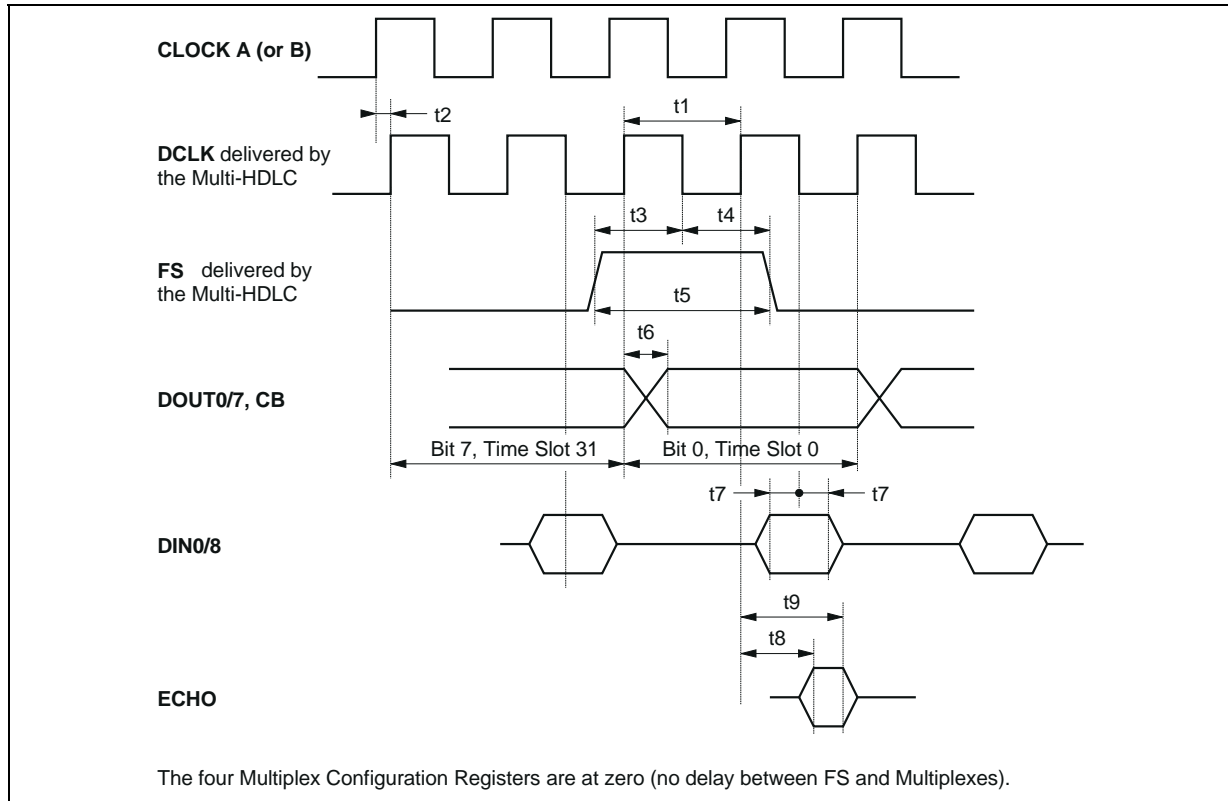 CLOCK A (or B)
t2
t1
DCLK delivered by
the Multi-HDLC
t3
t4
FS delivered by
the Multi-HDLC
t5
t6
DOUT0/7, CB
Bit 7, Time Slot 31
Bit 0, Time Slot 0
t7
t7
DIN0/8
t9
t8
ECHO
The four Multiplex Configuration Registers are at zero (no delay between FS and Multiplexes).